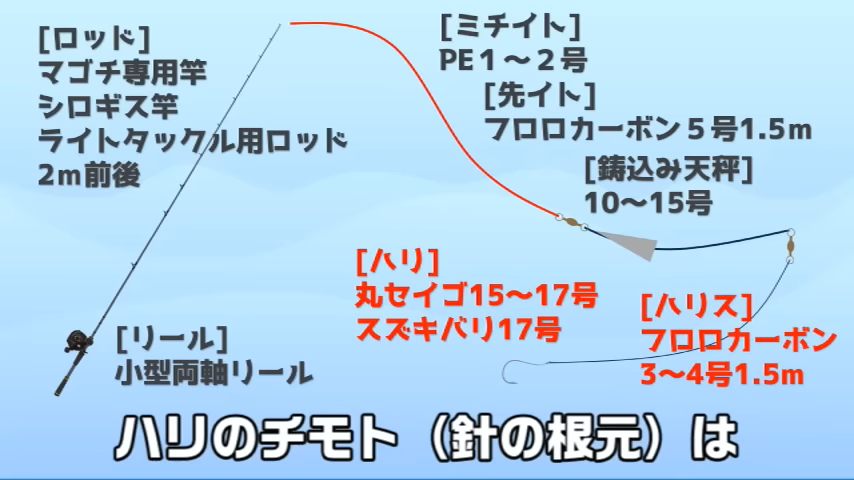 [ロッド]
マゴチ専用竿
シロギス竿
ライトタックル用ロッド
2m前後
[ミチイト]
PE1〜2号
[先イト]
フロロカーボン5号1.5m
[鋳込み天秤]
10〜15号
[ハリ]
丸セイゴ15〜17号
スズキバリ17号
[ハリス]
フロロカーボン
3〜4号1.5m
[リール]
小型両軸リール
ハリのチモト（針の根元）は